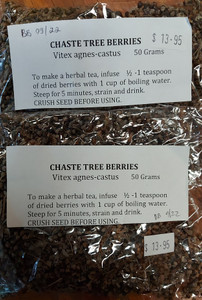 BB 03/22
CHASTE TREE BERRIES
$ 13.95
Vitex agnes-castus 50 Grams
To make a herbal tea, infuse ½ -1 teaspoon
of dried berries with 1 cup of boiling water.
Steep for 5 minutes, strain and drink.
CRUSH SEED BEFORE USING.
CHASTE TREE BERRIES
Vitex agnes-castus 50 Grams
To make a herbal tea, infuse ½ -1 teaspoon
of dried berries with 1 cup of boiling water.
Steep for 5 minutes, strain and drink.
CRUSH SEED BEFORE USING.
$ 13.95